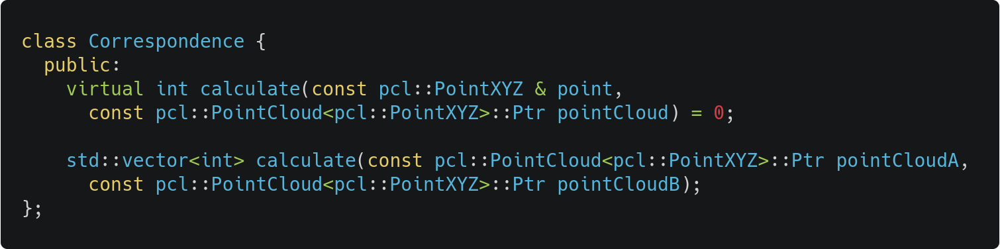 class Correspondence {
  public:
    virtual int calculate(const pcl::PointXYZ & point,
      const pcl::PointCloud<pcl::PointXYZ>::Ptr pointCloud) = 0;

    std::vector<int> calculate(const pcl::PointCloud<pcl::PointXYZ>::Ptr pointCloudA,
      const pcl::PointCloud<pcl::PointXYZ>::Ptr pointCloudB);
};